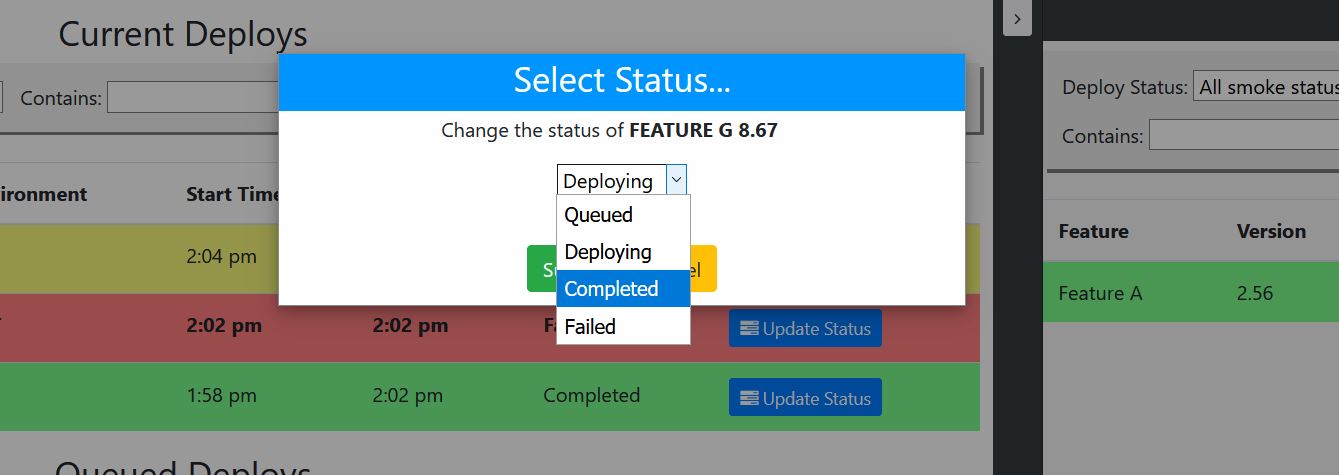 Current Deploys
Contains:
ironment
Start Time
2:04 pm
2:02 pm
2:02 pm
Update Status
1:58 pm
2:02 pm
Completed
Update Status
Queued Deploys
Select Status...
Change the status of FEATURE G 8.67
Deploying
Queued
Deploying
Completed
Failed
Deploy Status: All smoke status
Contains:
Feature
Version
Feature A
2.56